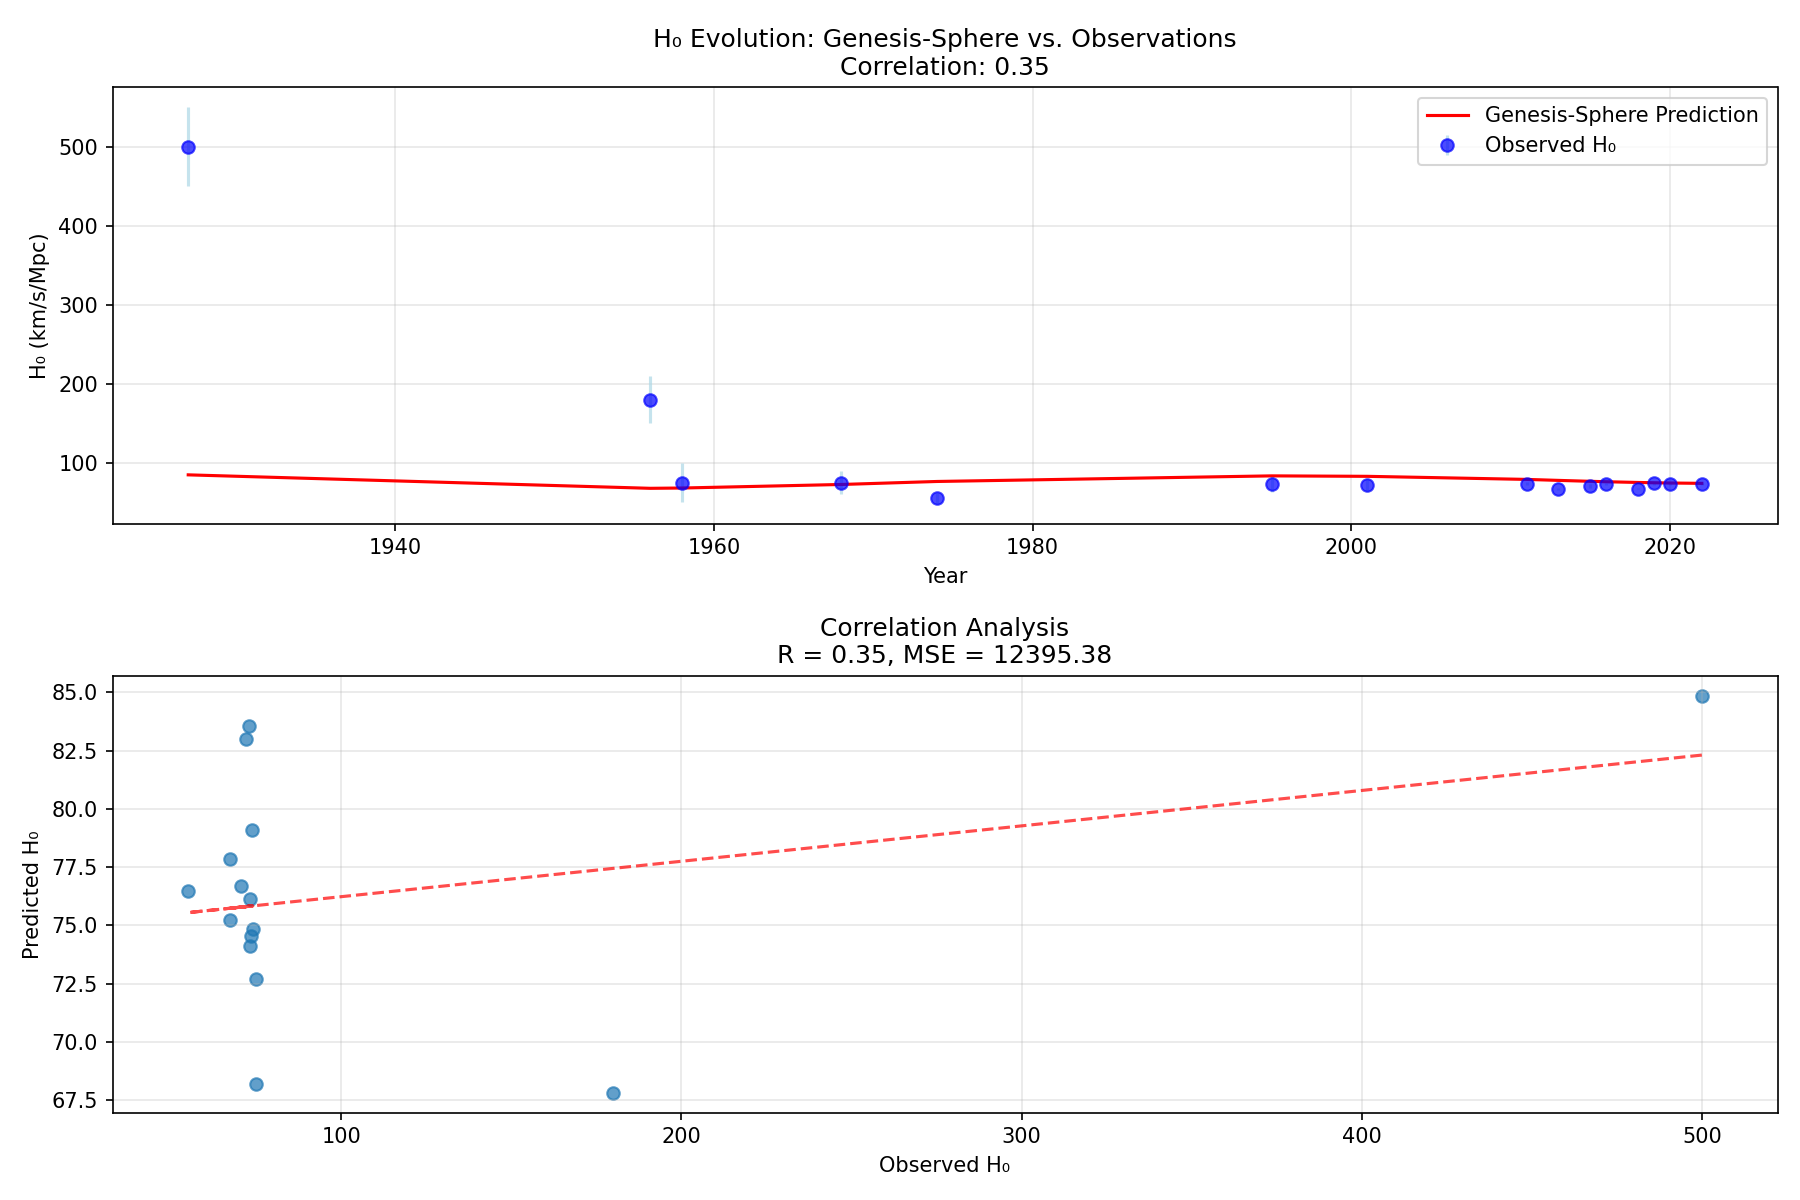 H₀ Evolution: Genesis-Sphere vs. Observations
Correlation: 0.35
Genesis-Sphere Prediction
Observed H₀
H₀ (km/s/Mpc)
500
400
300
200
100
1940
1960
1980
2000
2020
Year
Correlation Analysis
R = 0.35, MSE = 12395.38
Predicted H₀
85.0
82.5
80.0
77.5
75.0
72.5
70.0
67.5
100
200
300
400
500
Observed H₀